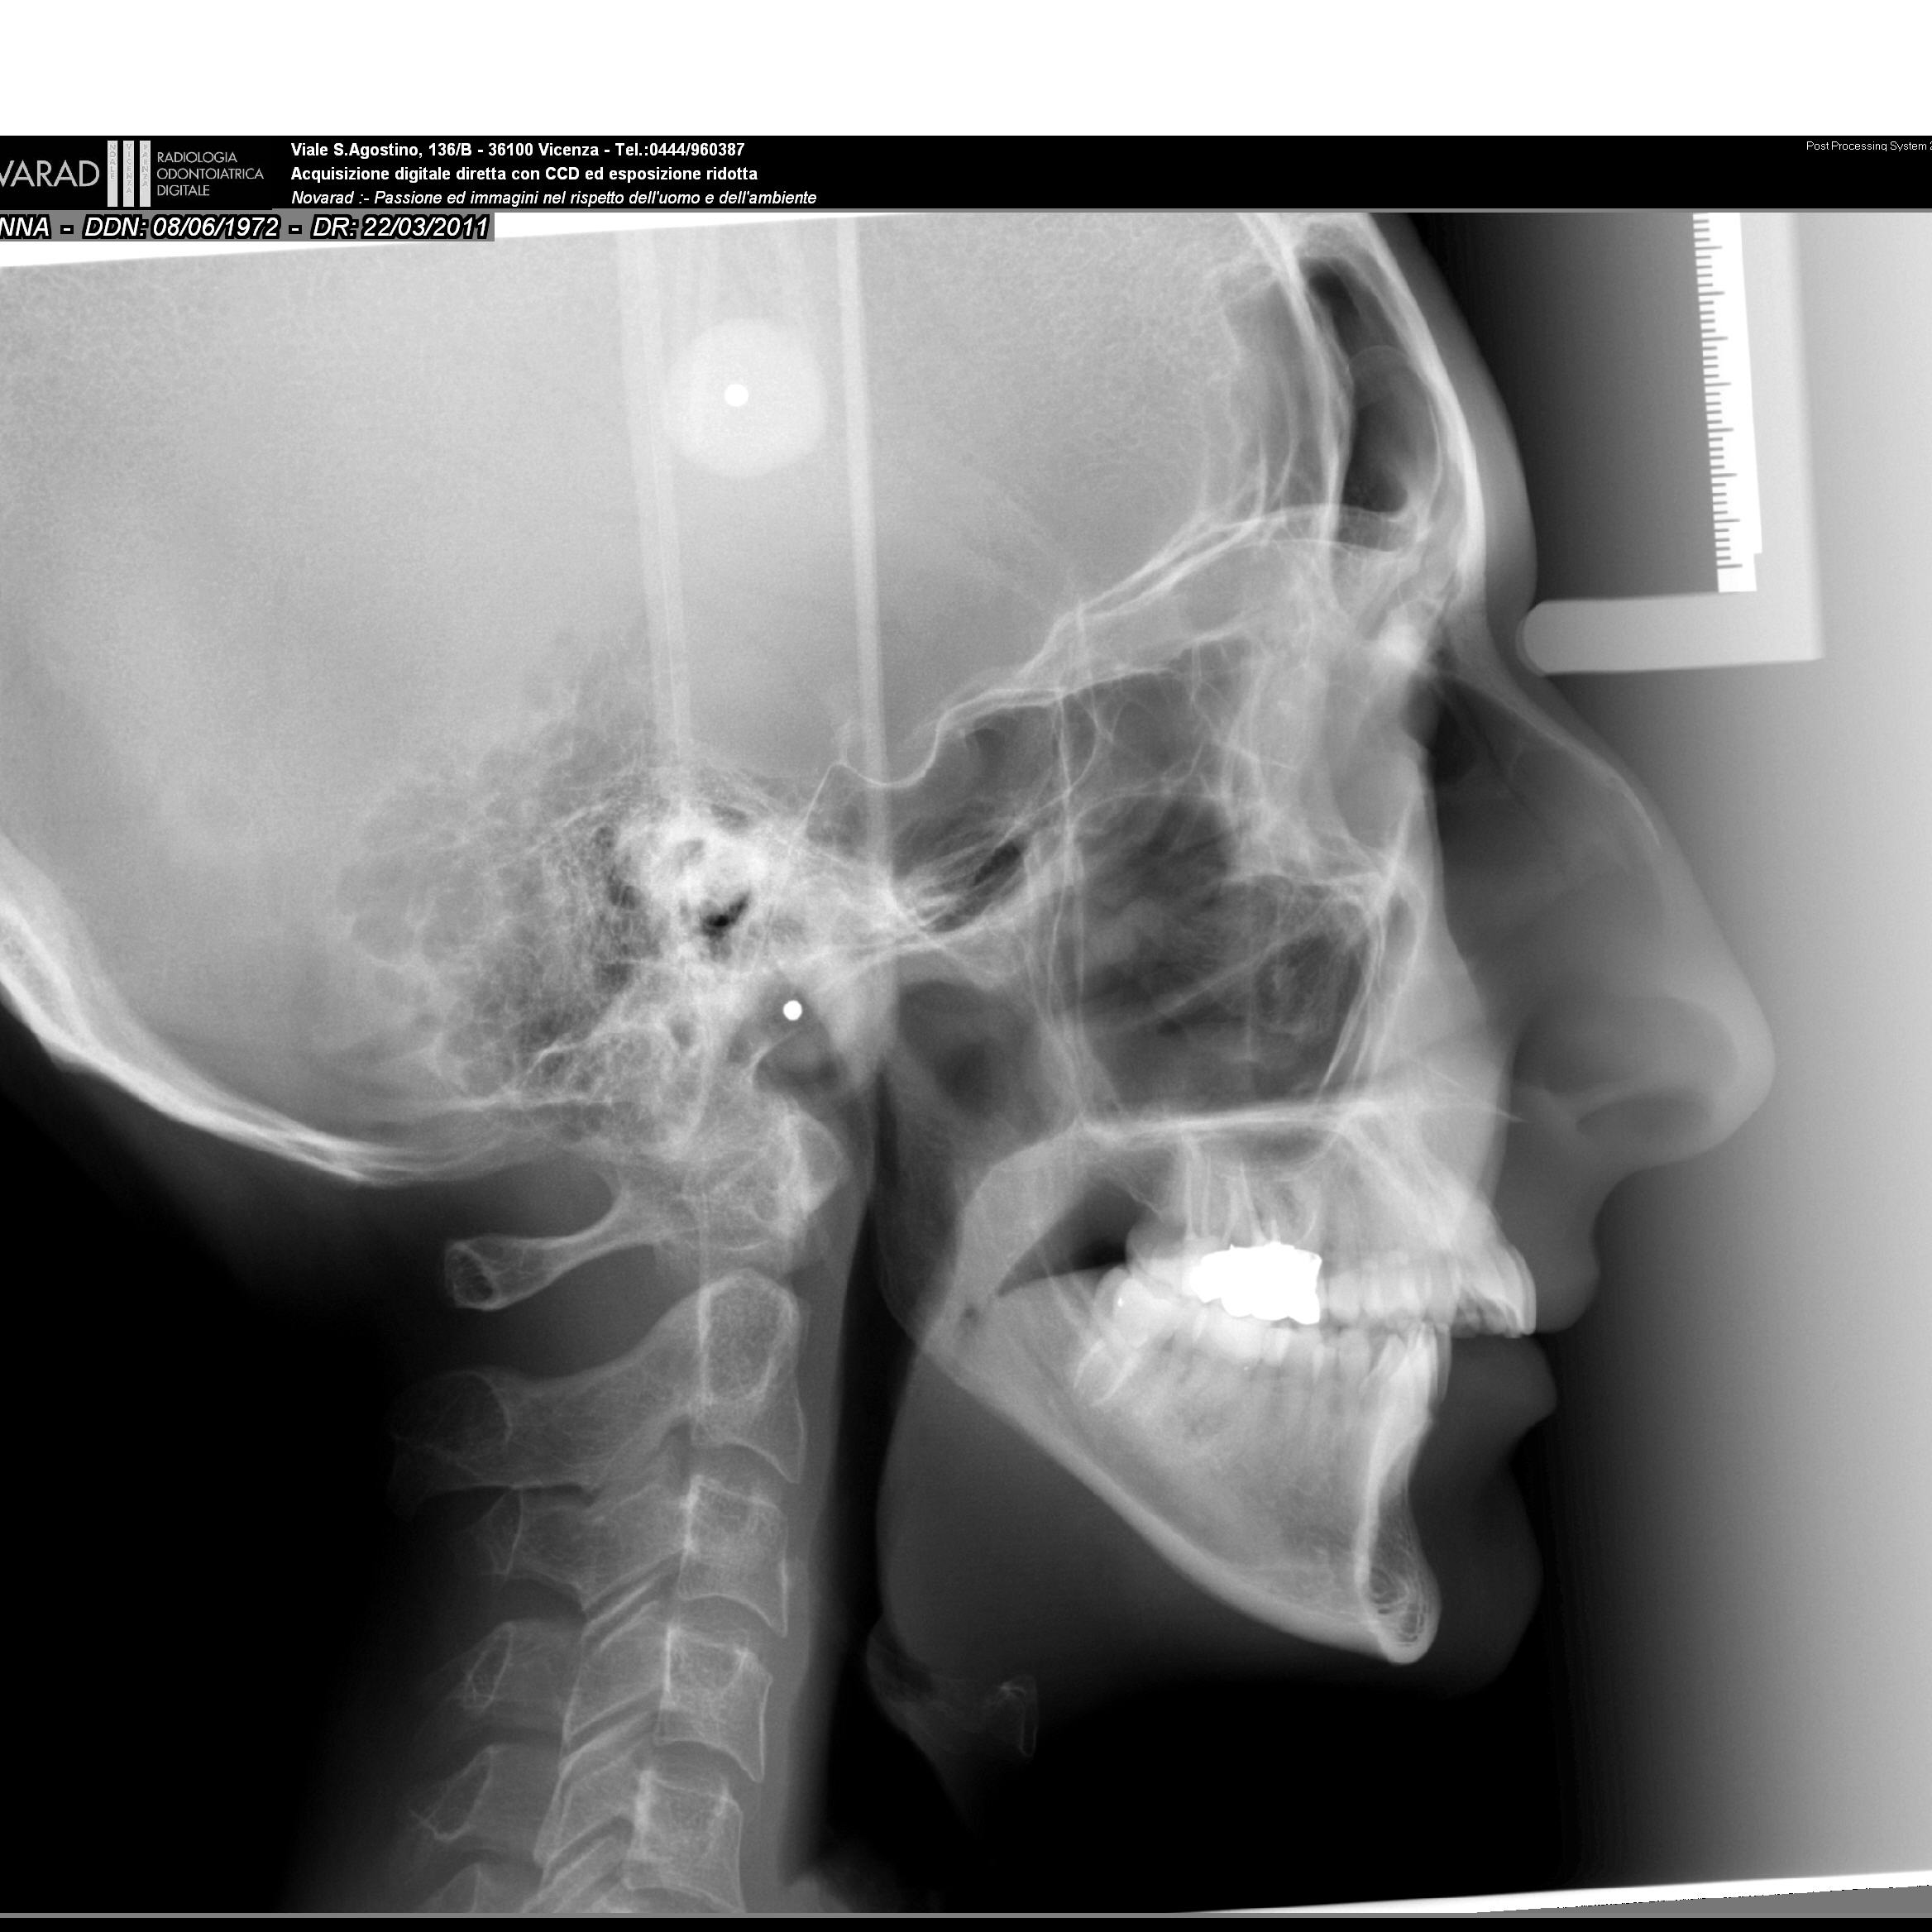 VARAD
RADIOLOGIA
ODONTOIATRICA
DIGITALE
Viale S.Agostino, 136/B - 36100 Vicenza - Tel.:0444/960387
Acquisizione digitale diretta con CCD ed esposizione ridotta
Novarad :- Passione ed immagini nel rispetto dell'uomo e dell'ambiente
Post Processing System 2
NNA - DDN: 08/06/1972 - DR: 22/03/2011